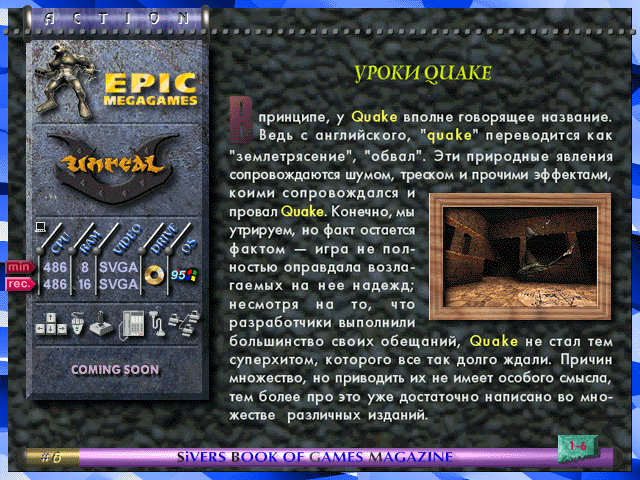 ACTION
EPIC
MEGAGAMES
UNREAL
CPU RAM VIDEO DRIVE OS
min 486 8 SVGA 95
rec. 486 16 SVGA
COMING SOON
УРОКИ QUAKE
В принципе, у Quake вполне говорящее название.
Ведь с английского, "quake" переводится как
"землетрясение", "обвал". Эти природные явления
сопровождаются шумом, треском и прочими эффектами,
коими сопровождался и
провал Quake. Конечно, мы
утрируем, но факт остается
фактом — игра не пол-
ностью оправдала возла-
гаемых на нее надежд;
несмотря на то, что
разработчики выполнили
большинство своих обещаний, Quake не стал тем
суперхитом, которого все так долго ждали. Причин
множество, но приводить их не имеет особого смысла,
тем более про это уже достаточно написано во мно-
жестве различных изданий.
#6
SiVERS BOOK OF GAMES MAGAZINE
1-6